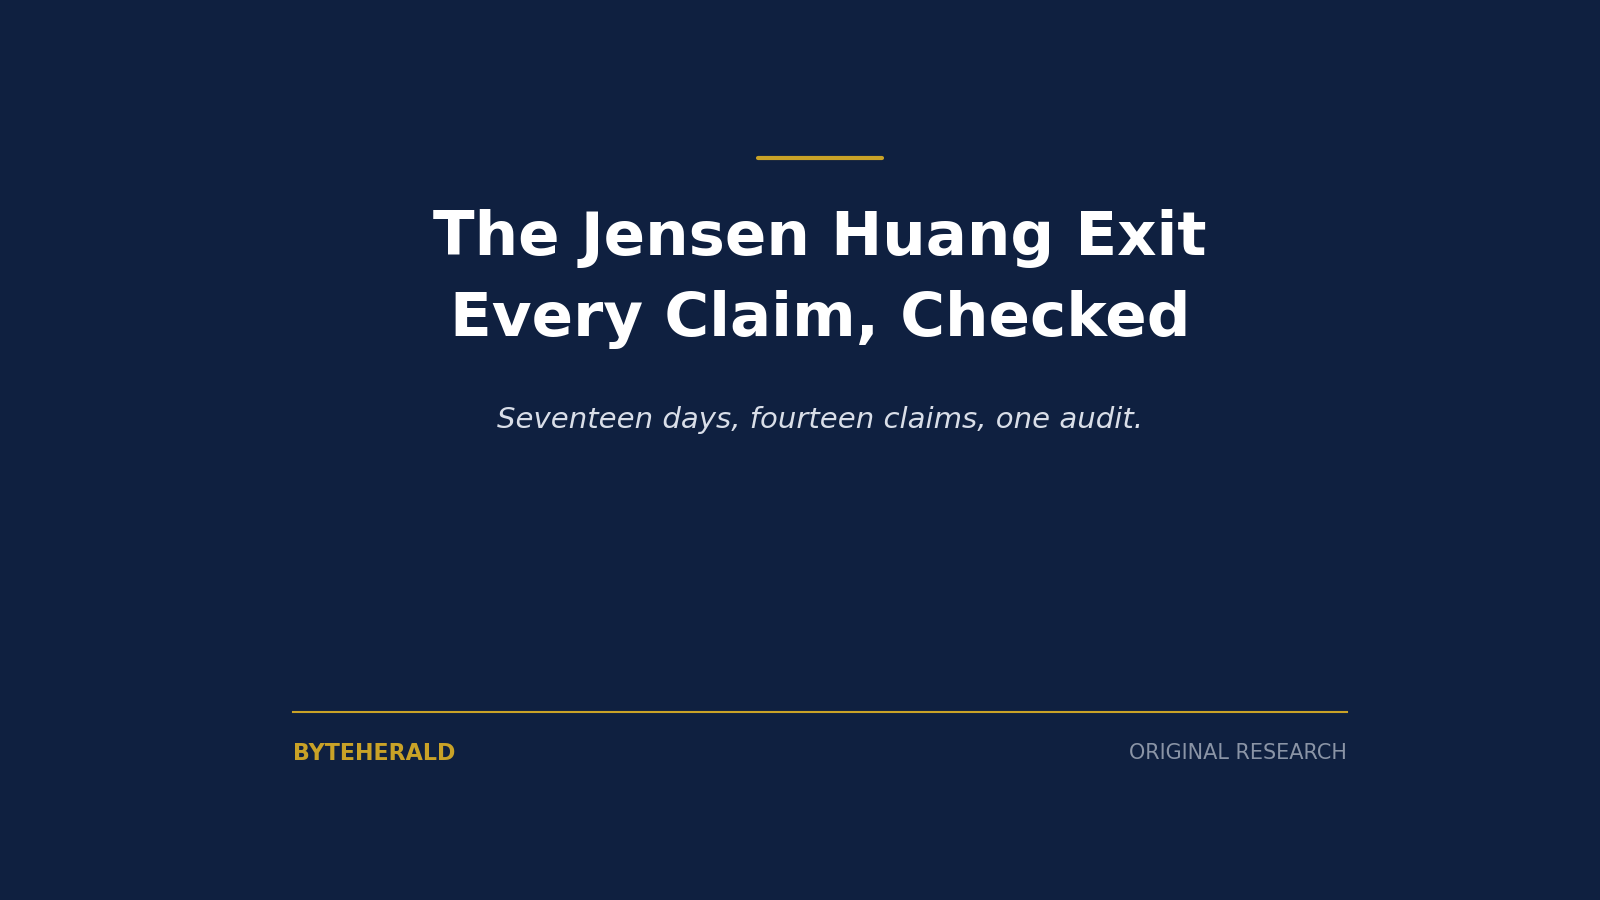 The Jensen Huang Exit
Every Claim, Checked
Seventeen days, fourteen claims, one audit.
BYTEHERALD
ORIGINAL RESEARCH